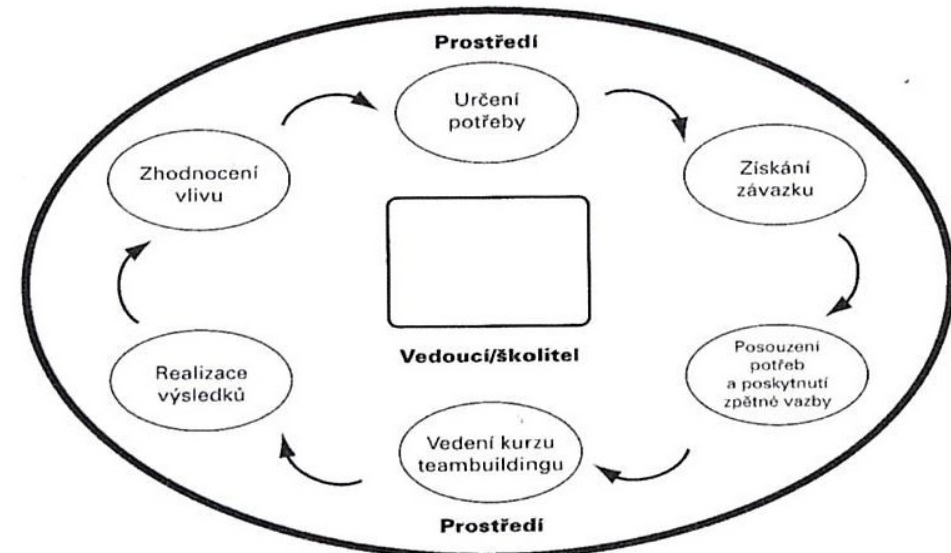 Prostředí
Určení
potřeby
Získání
závazku
Posouzení
potřeb
a poskytnutí
zpětné vazby
Vedení kurzu
teambuildingu
Realizace
výsledků
Zhodnocení
vlivu
Vedoucí/školitel
Prostředí